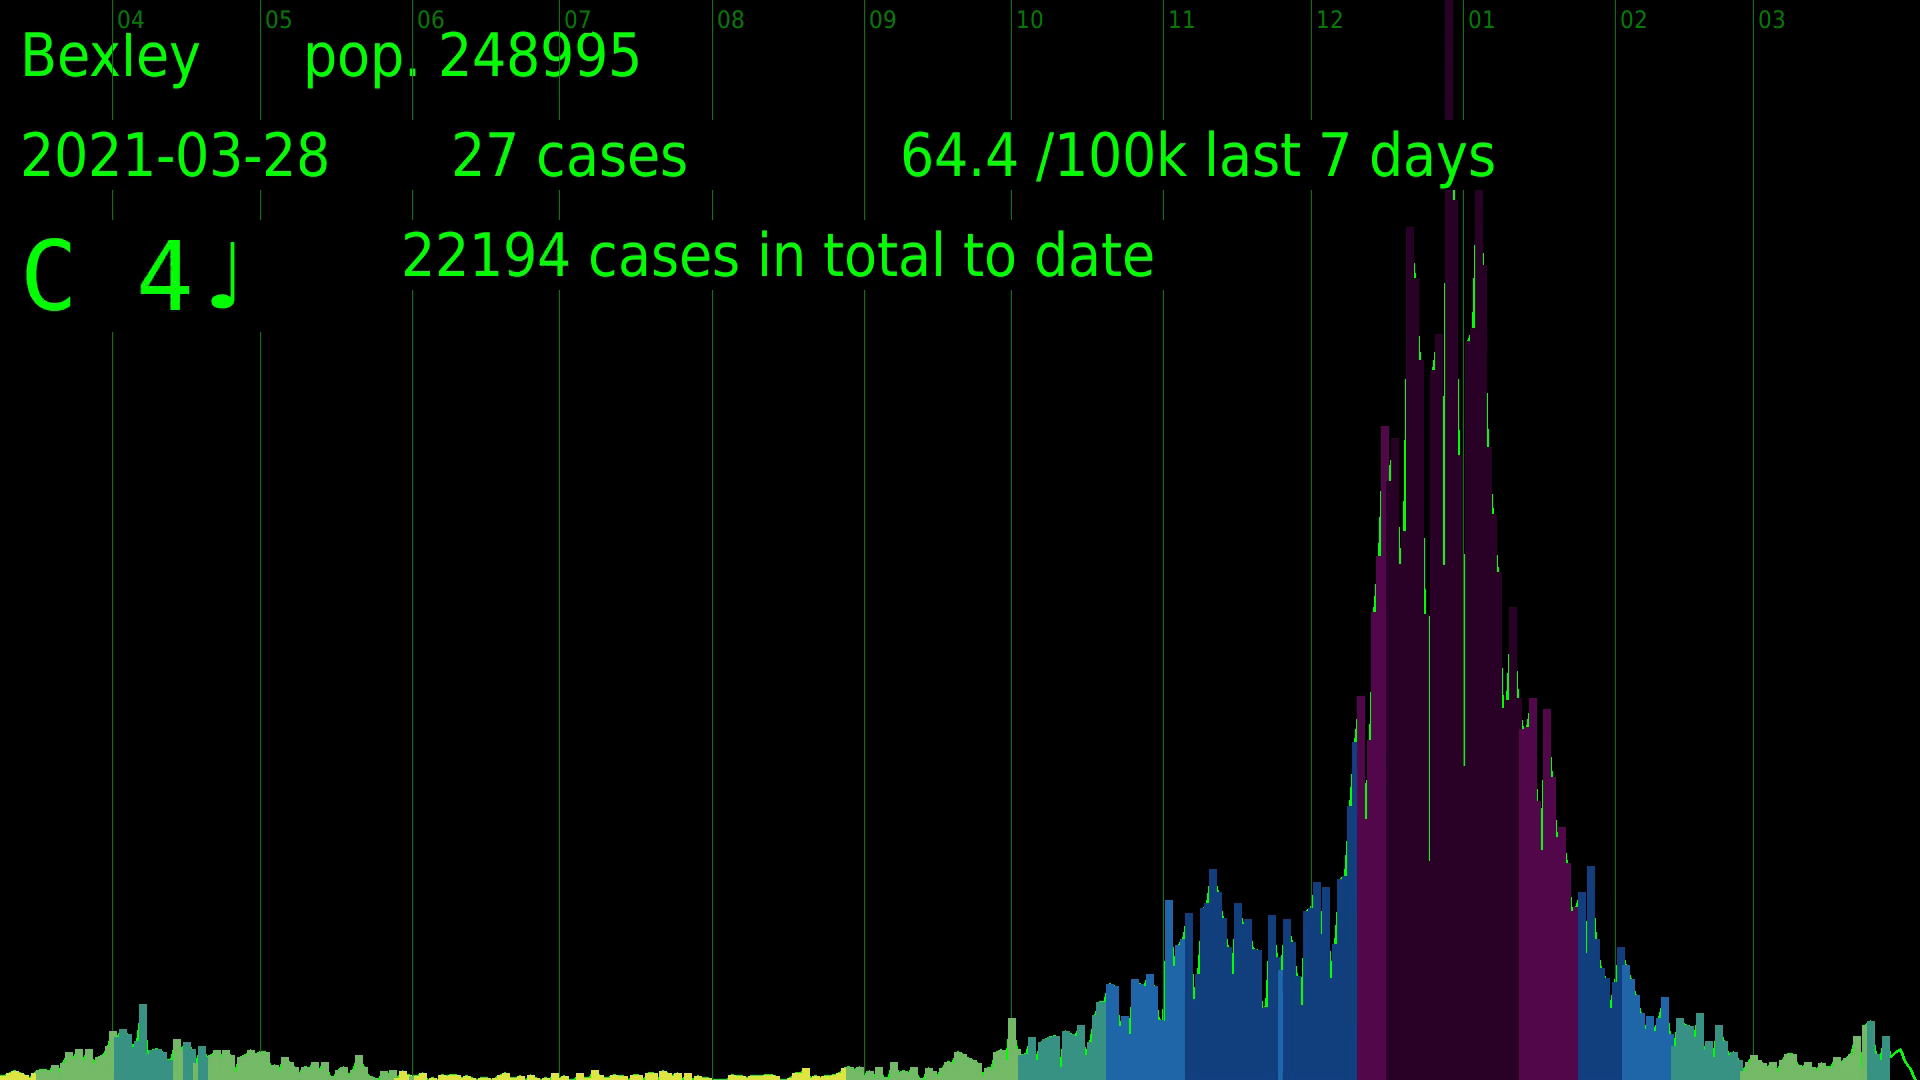 04 05 06 07 08 09 10 11 12 01 02 03
Bexley pop. 248995
2021-03-28 27 cases 64.4 /100k last 7 days
C 4♩ 22194 cases in total to date